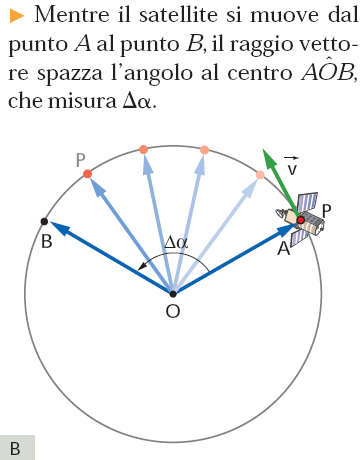 ► Mentre il satellite si muove dal
punto A al punto B, il raggio vetto-
re spazza l'angolo al centro AÔB,
che misura Δα.
P
v⃗
P
Δα
B
A
O
B